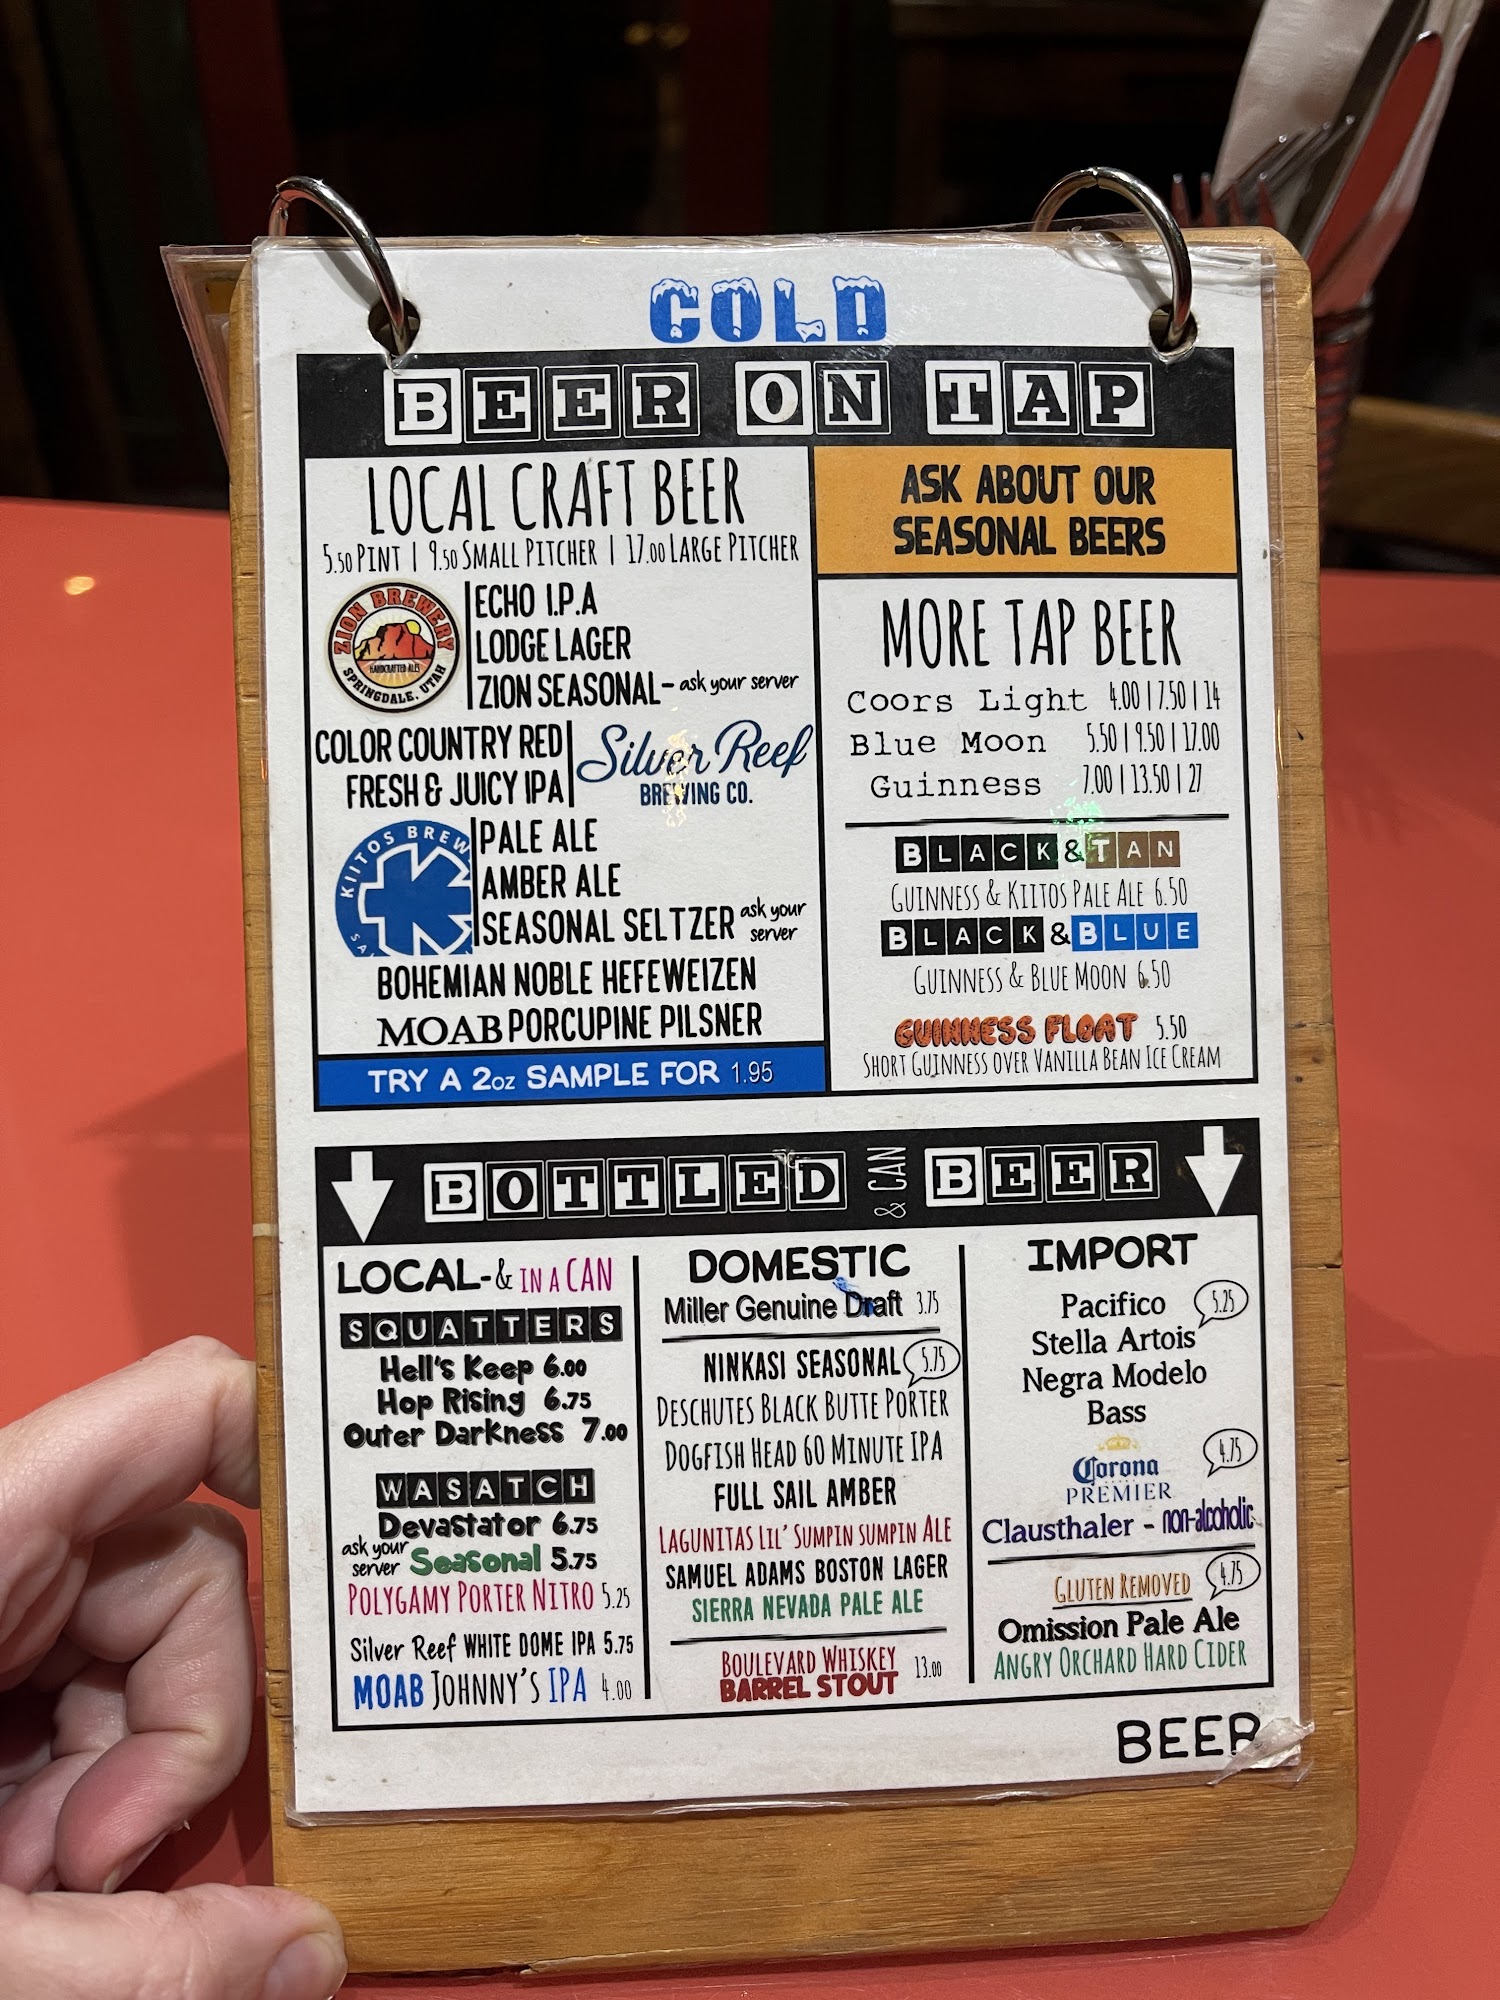 COLD
BEER ON TAP
LOCAL CRAFT BEER
5.50 PINT | 9.50 SMALL PITCHER | 17.00 LARGE PITCHER
ZION BREWERY
HANDCRAFTED ALES
SPRINGDALE, UTAH
ECHO I.P.A
LODGE LAGER
ZION SEASONAL - ask your server
COLOR COUNTRY RED
FRESH & JUICY IPA
Silver Reef
BREWING CO.
KIITOS BREW
SA
PALE ALE
AMBER ALE
SEASONAL SELTZER ask your
server
BOHEMIAN NOBLE HEFEWEIZEN
MOAB PORCUPINE PILSNER
TRY A 2oz SAMPLE FOR 1.95
ASK ABOUT OUR
SEASONAL BEERS
MORE TAP BEER
Coors Light 4.00 | 7.50 | 14
Blue Moon 5.50 | 9.50 | 17.00
Guinness 7.00 | 13.50 | 27
BLACK & TAN
GUINNESS & KIITOS PALE ALE 6.50
BLACK & BLUE
GUINNESS & BLUE MOON 6.50
GUINNESS FLOAT 5.50
SHORT GUINNESS OVER VANILLA BEAN ICE CREAM
BOTTLED & CAN BEER
LOCAL - & IN A CAN
SQUATTERS
Hell's Keep 6.00
Hop Rising 6.75
Outer Darkness 7.00
WASATCH
Devastator 6.75
ask your
server Seasonal 5.75
POLYGAMY PORTER NITRO 5.25
Silver Reef WHITE DOME IPA 5.75
MOAB JOHNNY'S IPA 4.00
DOMESTIC
Miller Genuine Draft 3.75
NINKASI SEASONAL 5.75
DESCHUTES BLACK BUTTE PORTER
DOGFISH HEAD 60 MINUTE IPA
FULL SAIL AMBER
LAGUNITAS LIL' SUMPIN SUMPIN ALE
SAMUEL ADAMS BOSTON LAGER
SIERRA NEVADA PALE ALE
BOULEVARD WHISKEY
BARREL STOUT 13.00
IMPORT
Pacifico 5.25
Stella Artois
Negra Modelo
Bass
Corona 4.75
PREMIER
Clausthaler - non-alcoholic
GLUTEN REMOVED 4.75
Omission Pale Ale
ANGRY ORCHARD HARD CIDER
BEER